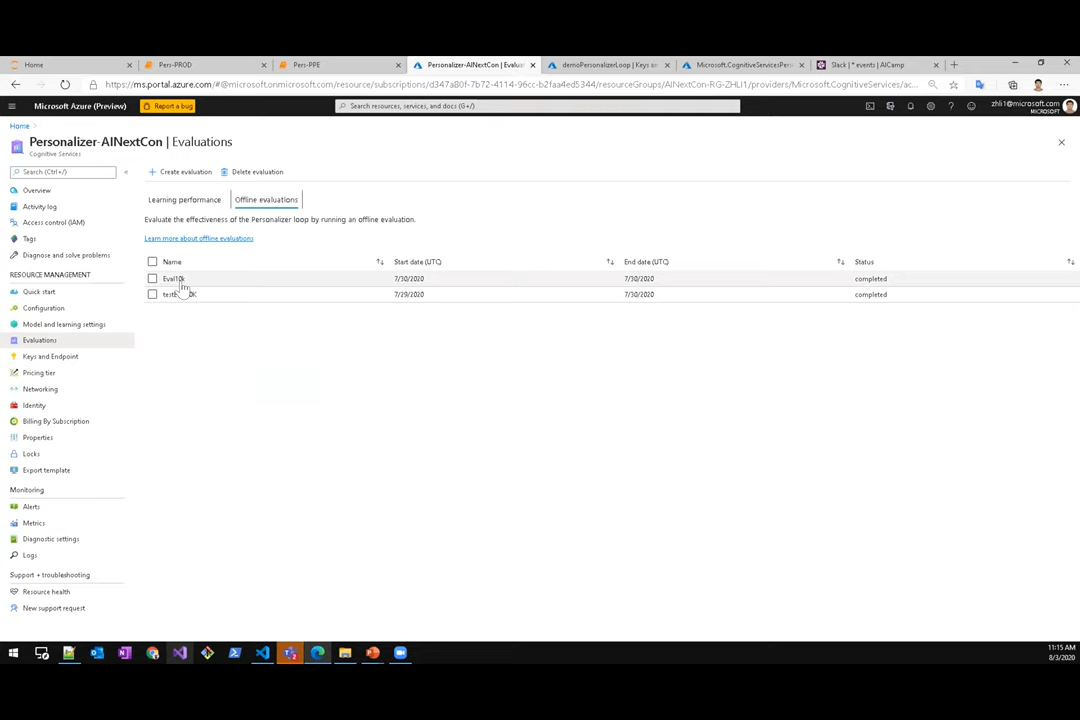 Home
Pers-PROD
Pers-PPE
Personalizer-AINextCon | Evaluat
demoPersonalizerLoop | Keys an
Microsoft.CognitiveServicesPers
Slack | * events | AICamp
Microsoft Azure (Preview)
Report a bug
Search resources, services, and docs (G+/)
zhli1@microsoft.com
MICROSOFT
Home
Personalizer-AINextCon | Evaluations
Cognitive Services
Search (Ctrl+/)
Create evaluation
Delete evaluation
Overview
Activity log
Access control (IAM)
Tags
Diagnose and solve problems
RESOURCE MANAGEMENT
Quick start
Configuration
Model and learning settings
Evaluations
Keys and Endpoint
Pricing tier
Networking
Identity
Billing By Subscription
Properties
Locks
Export template
Monitoring
Alerts
Metrics
Diagnostic settings
Logs
Support + troubleshooting
Resource health
New support request
Learning performance
Offline evaluations
Evaluate the effectiveness of the Personalizer loop by running an offline evaluation.
Learn more about offline evaluations
Name
Start date (UTC)
End date (UTC)
Status
Eval10k
7/30/2020
7/30/2020
completed
7/29/2020
7/30/2020
completed
11:15 AM
8/3/2020